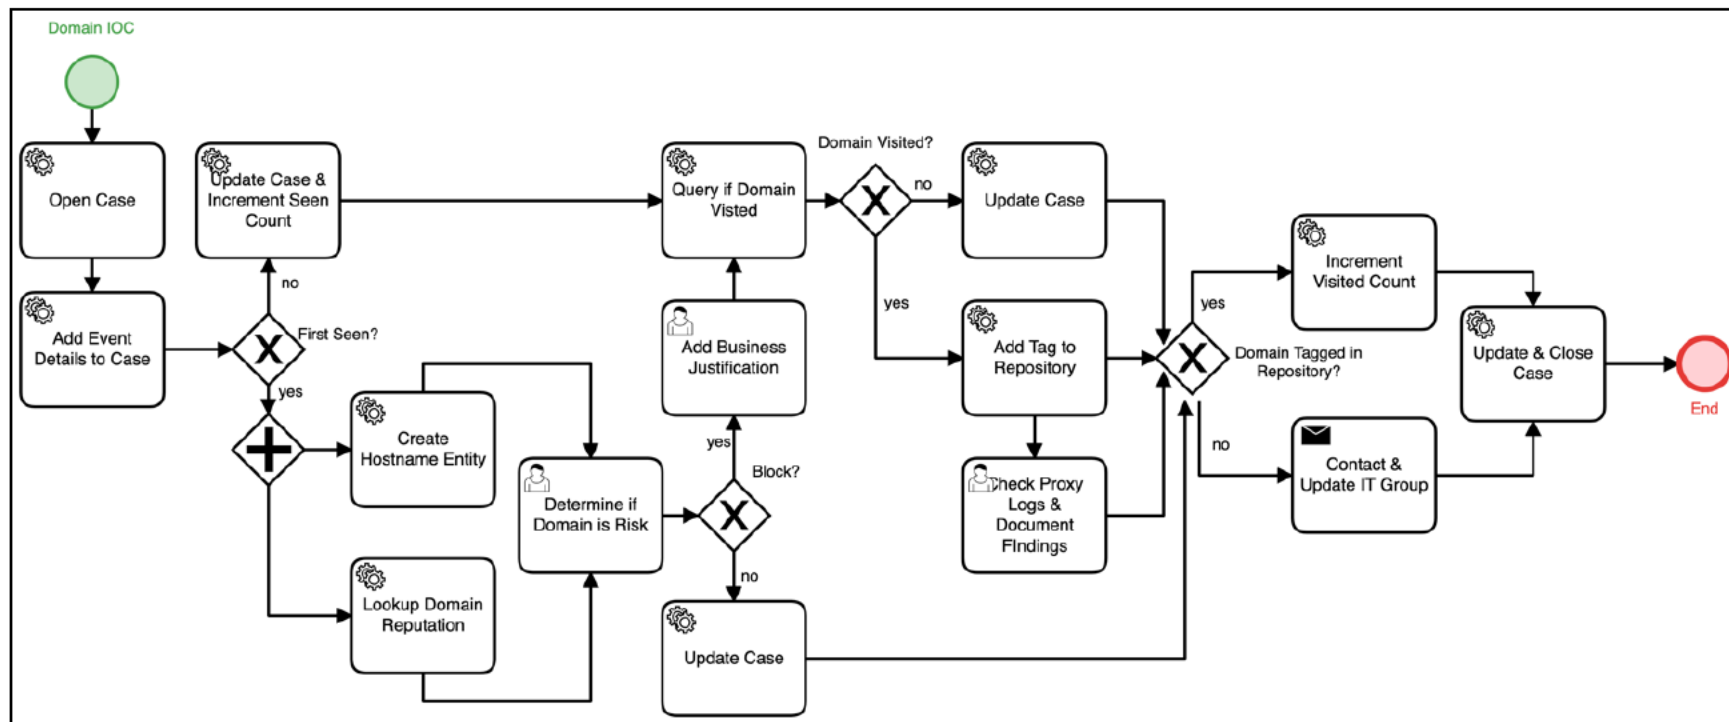 Domain IOC
Open Case
Add Event
Details to Case
Update Case &
Increment Seen
Count
no
First Seen?
yes
Create
Hostname Entity
Lookup Domain
Reputation
Determine if
Domain is Risk
Block?
yes
no
Add Business
Justification
Update Case
Query if Domain
Visted
Domain Visited?
no
yes
Update Case
Add Tag to
Repository
Check Proxy
Logs &
Document
FIndings
Domain Tagged in
Repository?
yes
no
Increment
Visited Count
Contact &
Update IT Group
Update & Close
Case
End